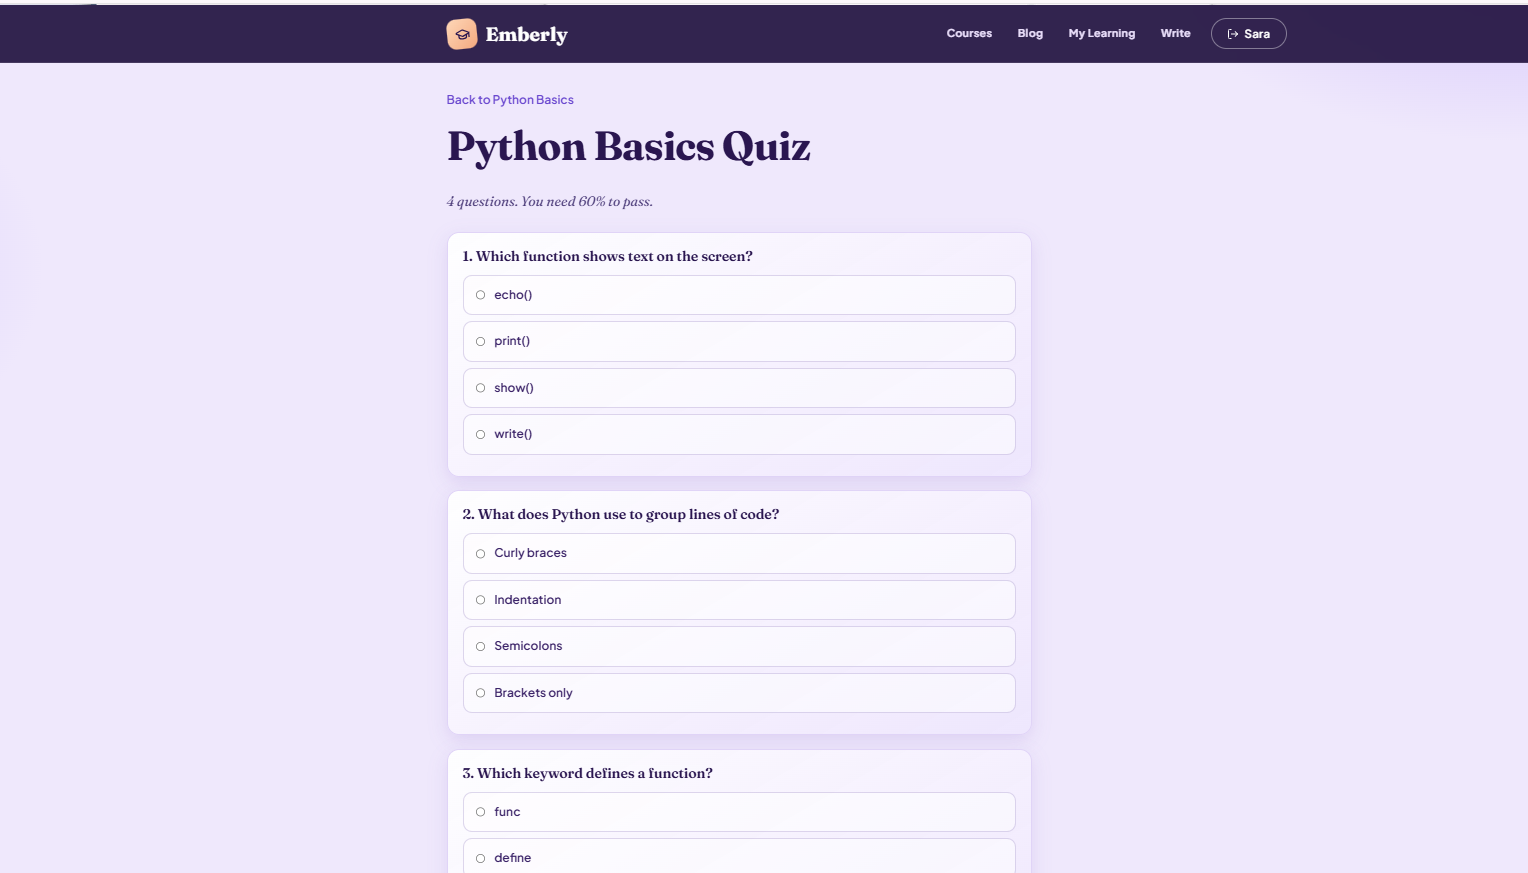 Emberly
Courses
Blog
My Learning
Write
Sara
Back to Python Basics
Python Basics Quiz
4 questions. You need 60% to pass.
1. Which function shows text on the screen?
echo()
print()
show()
write()
2. What does Python use to group lines of code?
Curly braces
Indentation
Semicolons
Brackets only
3. Which keyword defines a function?
func
define